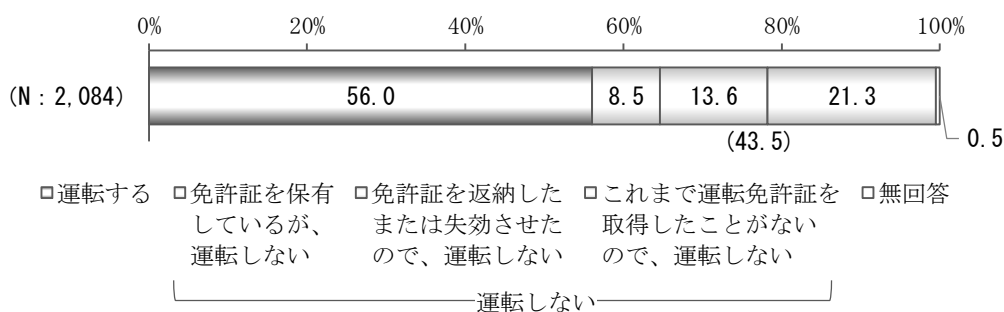 0% 20% 40% 60% 80% 100%
(N：2,084) 56.0 8.5 13.6 21.3
(43.5) 0.5
運転する 免許証を保有 免許証を返納した これまで運転免許証を 無回答
しているが、 または失効させた 取得したことがない
運転しない ので、運転しない ので、運転しない
運転しない